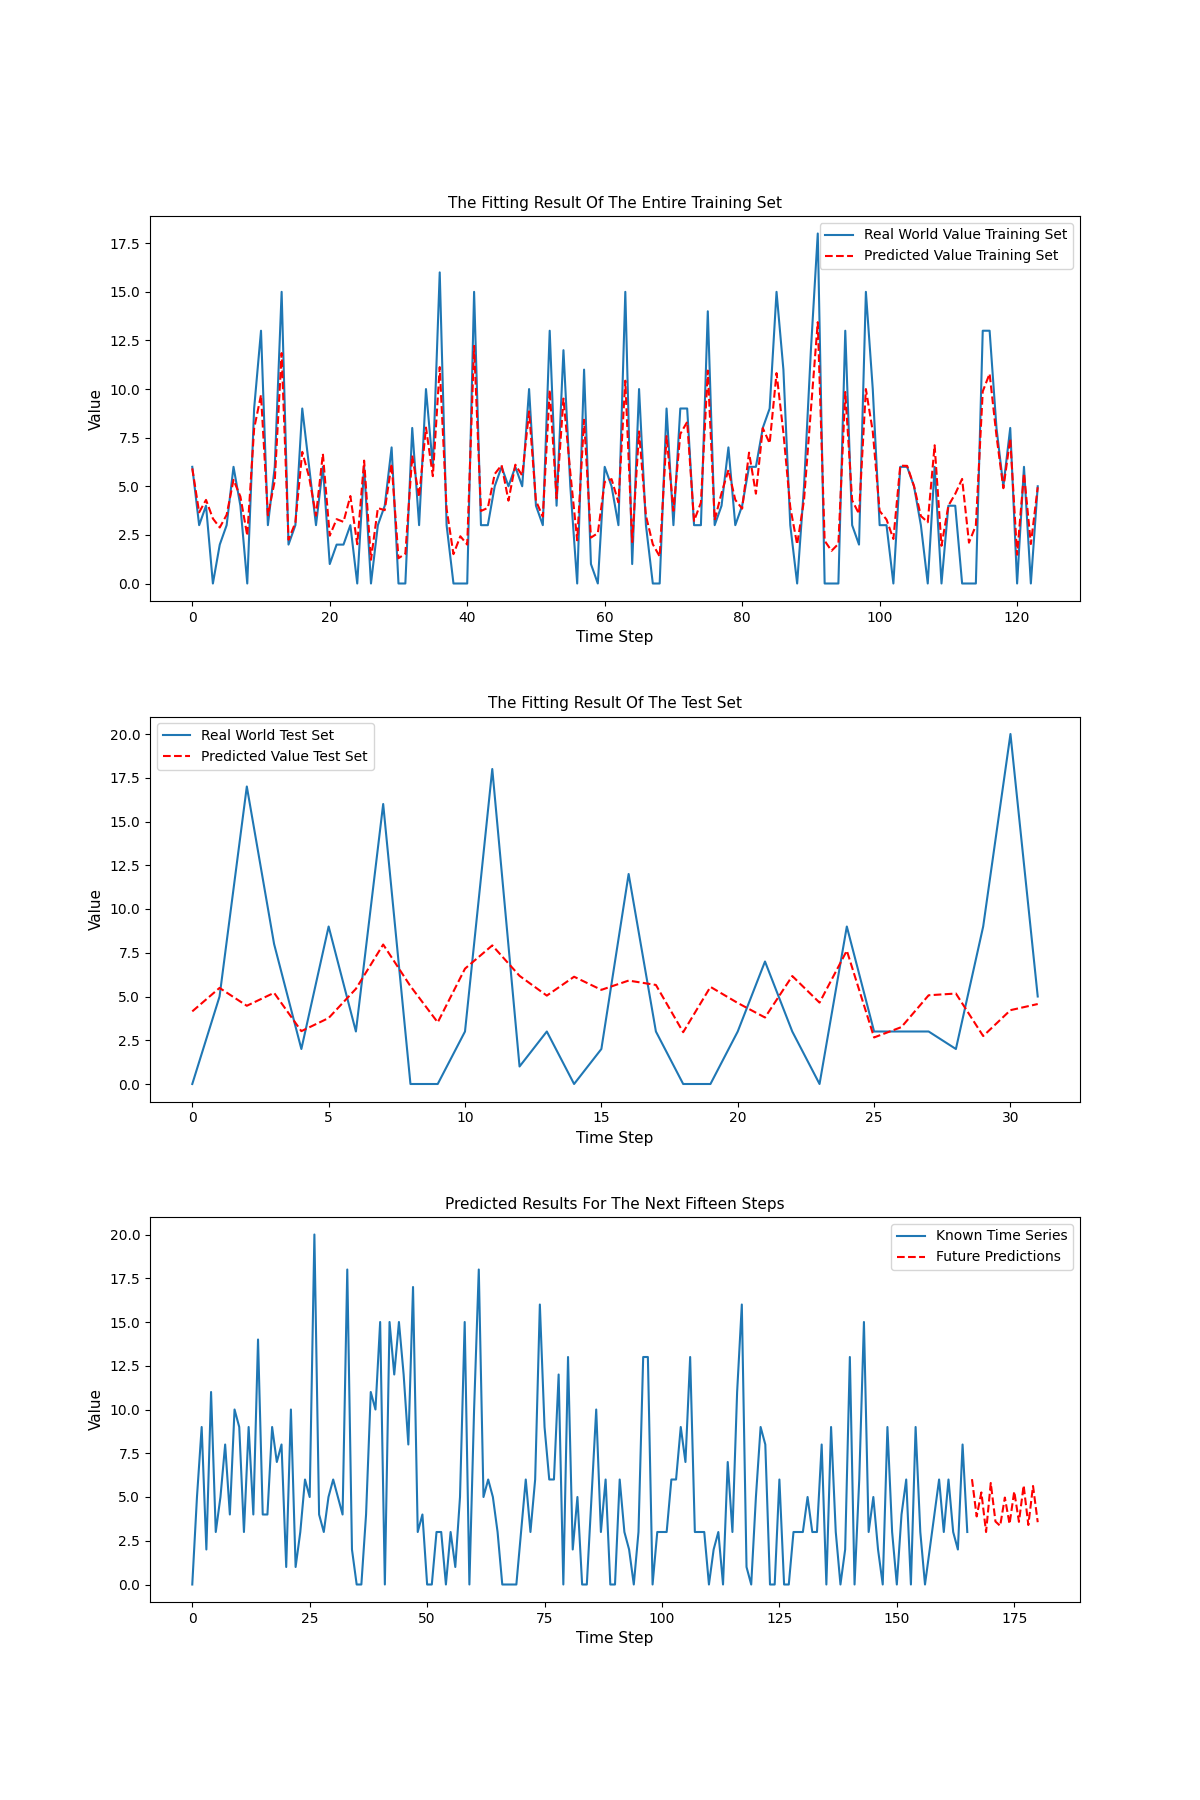 The Fitting Result Of The Entire Training Set
Real World Value Training Set
Predicted Value Training Set
17.5
15.0
12.5
10.0
7.5
5.0
2.5
0.0
Value
0 20 40 60 80 100 120
Time Step
The Fitting Result Of The Test Set
Real World Test Set
Predicted Value Test Set
20.0
17.5
15.0
12.5
10.0
7.5
5.0
2.5
0.0
Value
0 5 10 15 20 25 30
Time Step
Predicted Results For The Next Fifteen Steps
Known Time Series
Future Predictions
20.0
17.5
15.0
12.5
10.0
7.5
5.0
2.5
0.0
Value
0 25 50 75 100 125 150 175
Time Step